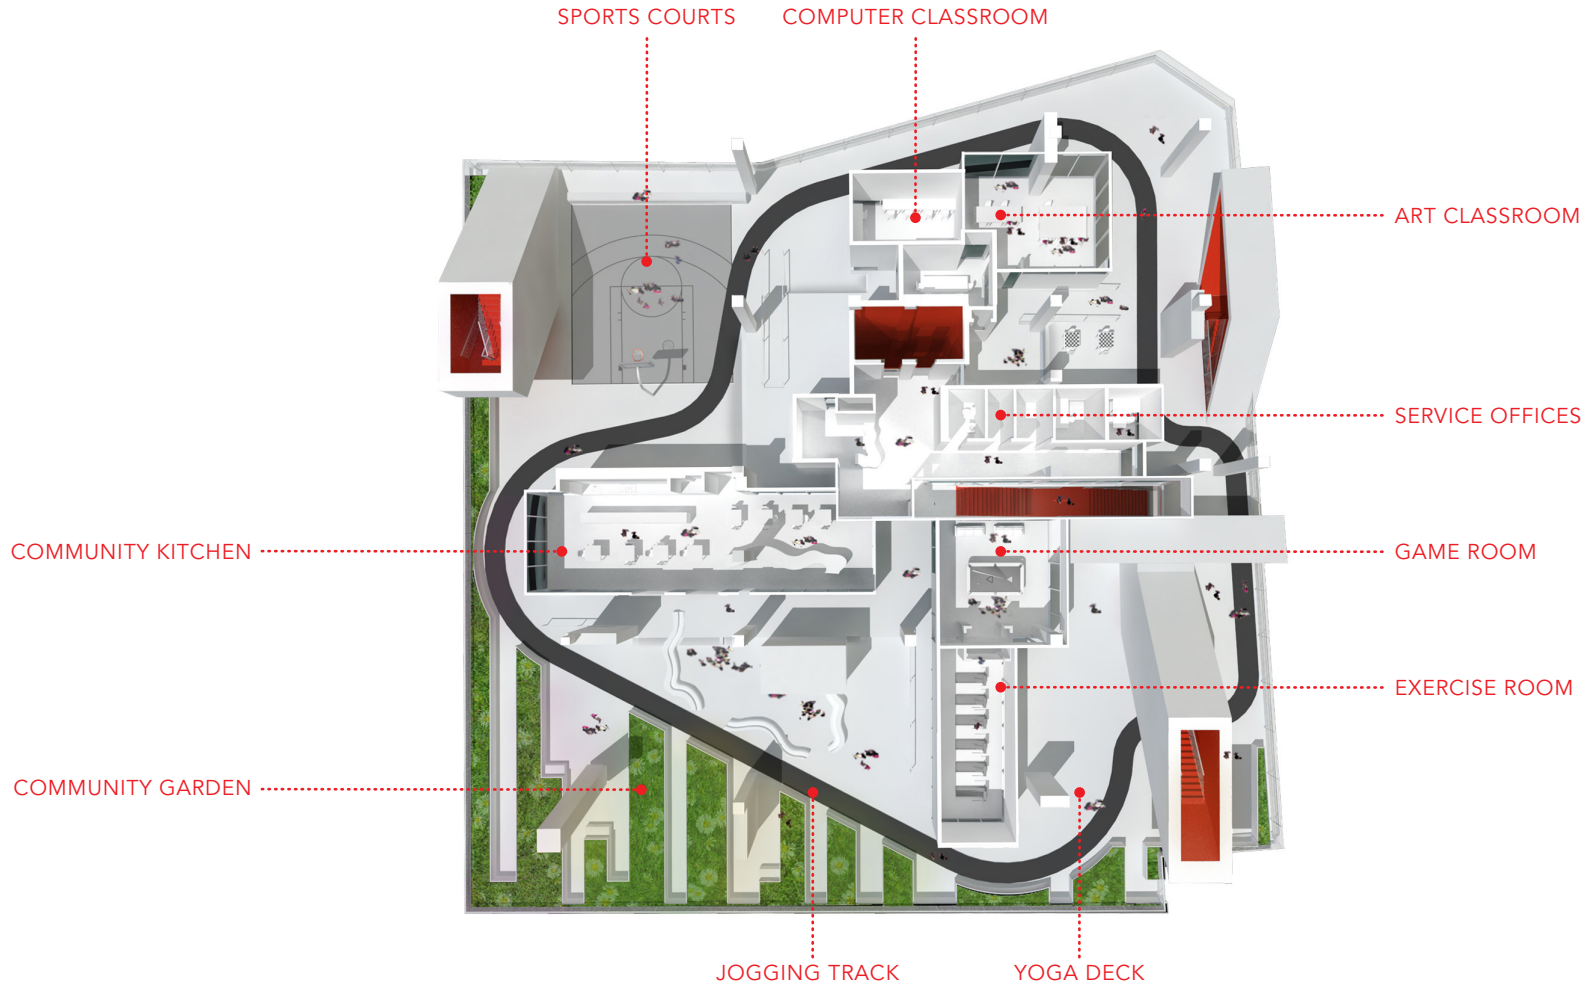 SPORTS COURTS
COMPUTER CLASSROOM
ART CLASSROOM
SERVICE OFFICES
COMMUNITY KITCHEN
GAME ROOM
EXERCISE ROOM
COMMUNITY GARDEN
JOGGING TRACK
YOGA DECK